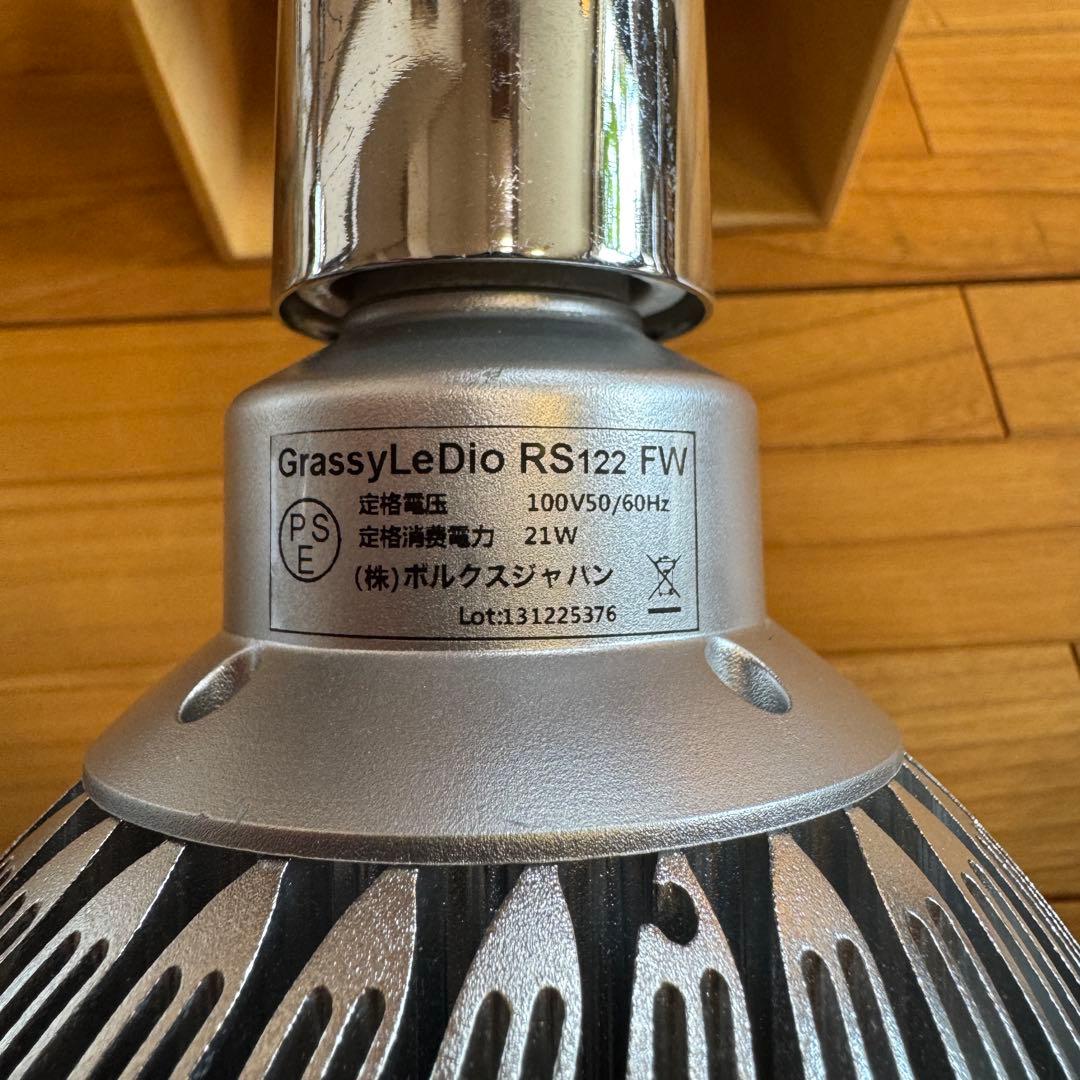 GrassyLeDio RS122 FW
定格電圧 100V50/60Hz
PSE
定格消費電力 21W
(株)ボルクスジャパン
Lot:131225376